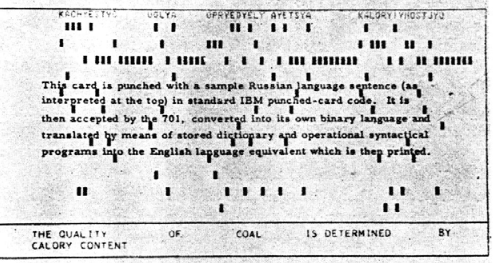 KACHYESTVO UGLYA OPRYEDYELYAYETSYA KALORYIYNOSTJYU
This card is punched with a sample Russian language sentence (as
interpreted at the top) in standard IBM punched-card code. It is
then accepted by the 701, converted into its own binary language and
translated by means of stored dictionary and operational syntactical
programs into the English language equivalent which is then printed.
THE QUALITY OF COAL IS DETERMINED BY
CALORY CONTENT